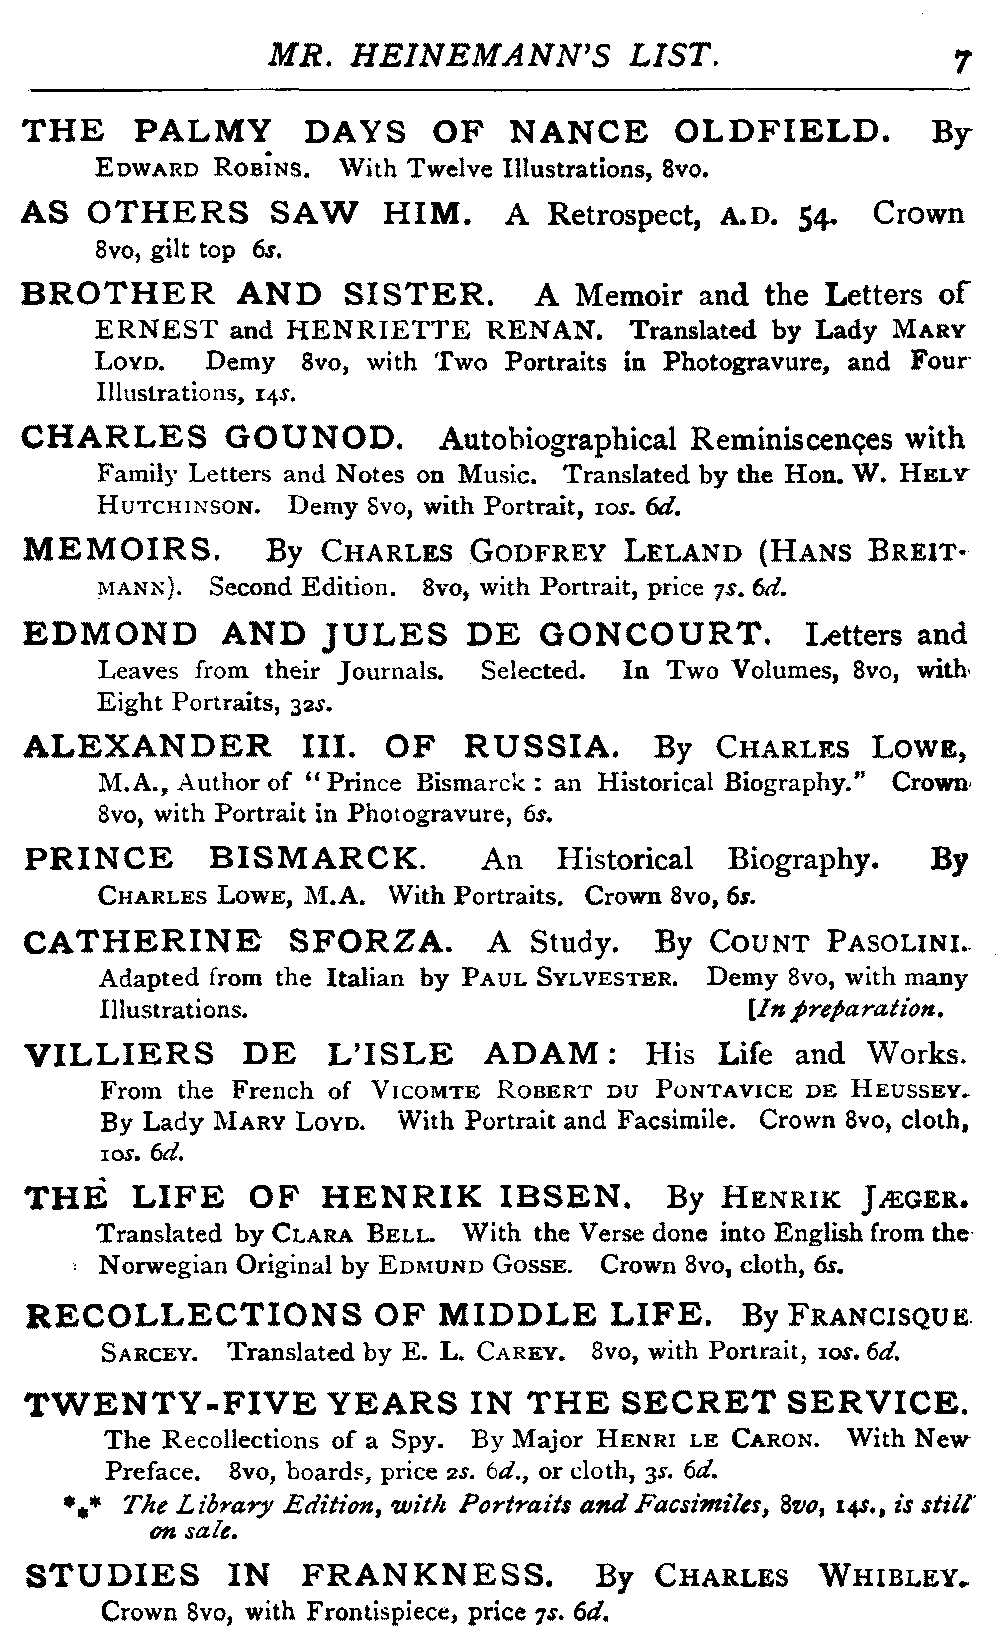 MR. HEINEMANN'S LIST. 7
THE PALMY DAYS OF NANCE OLDFIELD. By
EDWARD ROBINS. With Twelve Illustrations, 8vo.
AS OTHERS SAW HIM. A Retrospect, A.D. 54. Crown
8vo, gilt top 6s.
BROTHER AND SISTER. A Memoir and the Letters of
ERNEST and HENRIETTE RENAN. Translated by Lady MARY
LOYD. Demy 8vo, with Two Portraits in Photogravure, and Four
Illustrations, 14s.
CHARLES GOUNOD. Autobiographical Reminiscences with
Family Letters and Notes on Music. Translated by the Hon. W. HELY
HUTCHINSON. Demy 8vo, with Portrait, 10s. 6d.
MEMOIRS. By CHARLES GODFREY LELAND (HANS BREIT-
MANN). Second Edition. 8vo, with Portrait, price 7s. 6d.
EDMOND AND JULES DE GONCOURT. Letters and
Leaves from their Journals. Selected. In Two Volumes, 8vo, with
Eight Portraits, 32s.
ALEXANDER III. OF RUSSIA. By CHARLES LOWE,
M.A., Author of "Prince Bismarck: an Historical Biography." Crown
8vo, with Portrait in Photogravure, 6s.
PRINCE BISMARCK. An Historical Biography. By
CHARLES LOWE, M.A. With Portraits. Crown 8vo, 6s.
CATHERINE SFORZA. A Study. By COUNT PASOLINI.
Adapted from the Italian by PAUL SYLVESTER. Demy 8vo, with many
Illustrations. [In preparation.
VILLIERS DE L'ISLE ADAM: His Life and Works.
From the French of VICOMTE ROBERT DU PONTAVICE DE HEUSSEY.
By Lady MARY LOYD. With Portrait and Facsimile. Crown 8vo, cloth,
10s. 6d.
THE LIFE OF HENRIK IBSEN. By HENRIK JÆGER.
Translated by CLARA BELL. With the Verse done into English from the
Norwegian Original by EDMUND GOSSE. Crown 8vo, cloth, 6s.
RECOLLECTIONS OF MIDDLE LIFE. By FRANCISQUE
SARCEY. Translated by E. L. CAREY. 8vo, with Portrait, 10s. 6d.
TWENTY-FIVE YEARS IN THE SECRET SERVICE.
The Recollections of a Spy. By Major HENRI LE CARON. With New
Preface. 8vo, boards, price 2s. 6d., or cloth, 3s. 6d.
*** The Library Edition, with Portraits and Facsimiles, 8vo, 14s., is still
on sale.
STUDIES IN FRANKNESS. By CHARLES WHIBLEY.
Crown 8vo, with Frontispiece, price 7s. 6d.